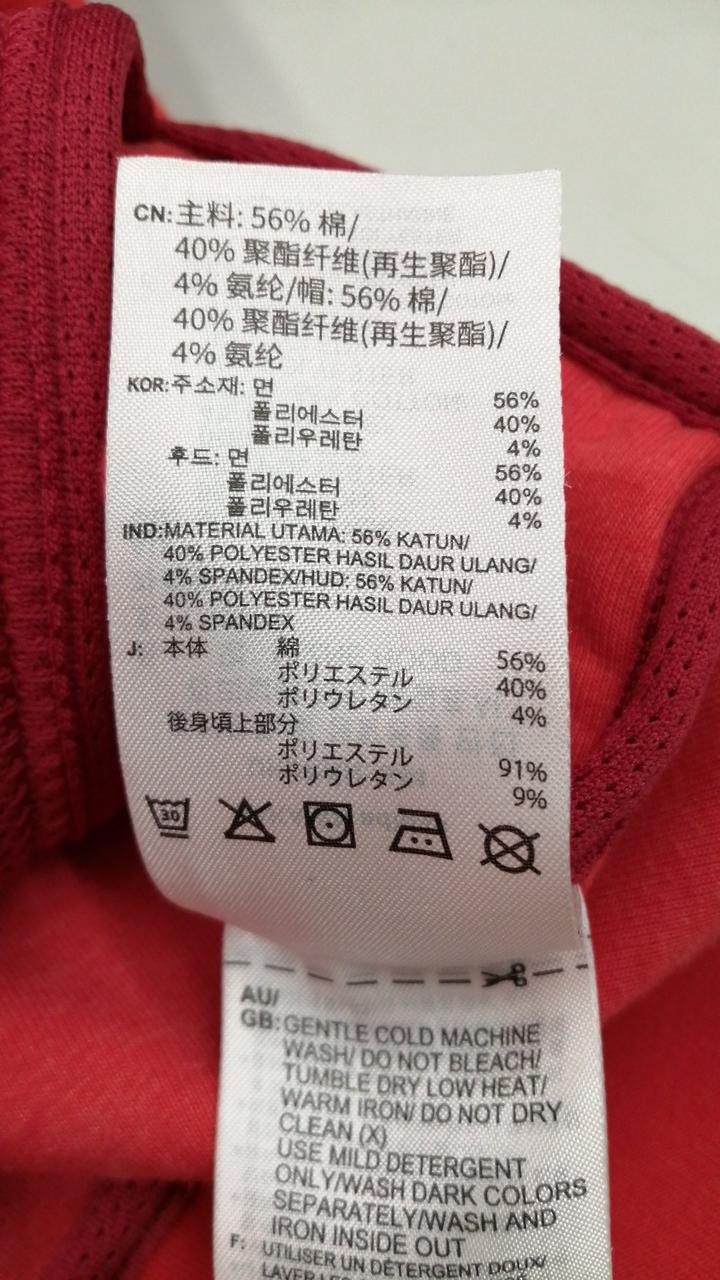 CN:主料: 56% 棉/
40% 聚酯纤维(再生聚酯)/
4% 氨纶/帽: 56% 棉/
40% 聚酯纤维(再生聚酯)/
4% 氨纶
KOR:주소재: 면 56%
폴리에스터 40%
폴리우레탄 4%
후드: 면 56%
폴리에스터 40%
폴리우레탄 4%
IND:MATERIAL UTAMA: 56% KATUN/
40% POLYESTER HASIL DAUR ULANG/
4% SPANDEX/HUD: 56% KATUN/
40% POLYESTER HASIL DAUR ULANG/
4% SPANDEX
J: 本体 綿 56%
ポリエステル 40%
ポリウレタン 4%
後身頃上部分
ポリエステル 91%
ポリウレタン 9%
30
AU/
GB:GENTLE COLD MACHINE
WASH/ DO NOT BLEACH/
TUMBLE DRY LOW HEAT/
WARM IRON/ DO NOT DRY
CLEAN (X)
USE MILD DETERGENT
ONLY/WASH DARK COLORS
SEPARATELY/WASH AND
IRON INSIDE OUT
F: UTILISER UN DÉTERGENT DOUX/